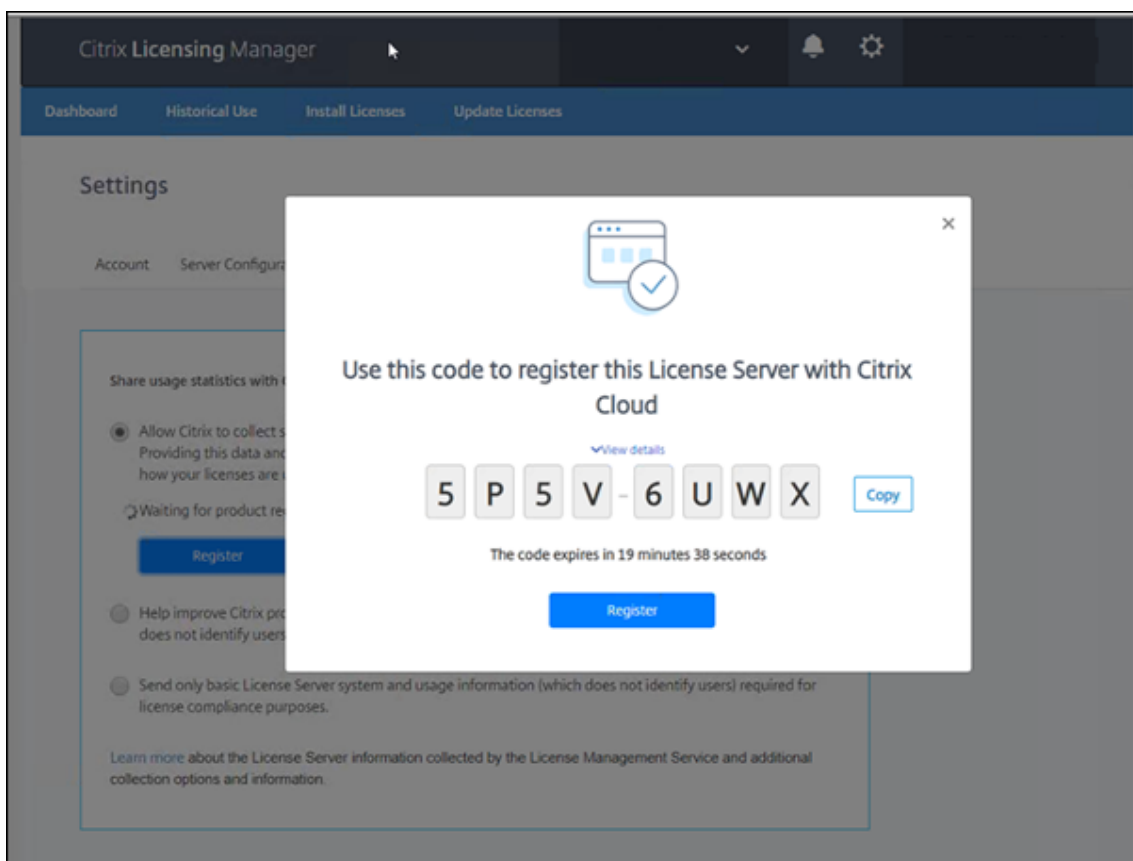 Citrix Licensing Manager
Dashboard Historical Use Install Licenses Update Licenses
Settings
Account Server
Share usage statistics with
Allow Citrix to collect
Providing this data and
how your licenses are
Waiting for product
Register
Help improve Citrix
does not identify users
Send only basic License Server system and usage information (which does not identify users) required for
license compliance purposes.
Learn more about the License Server information collected by the License Management Service and additional
collection options and information.
Use this code to register this License Server with Citrix
Cloud
View details
5 P 5 V - 6 U W X Copy
The code expires in 19 minutes 38 seconds
Register